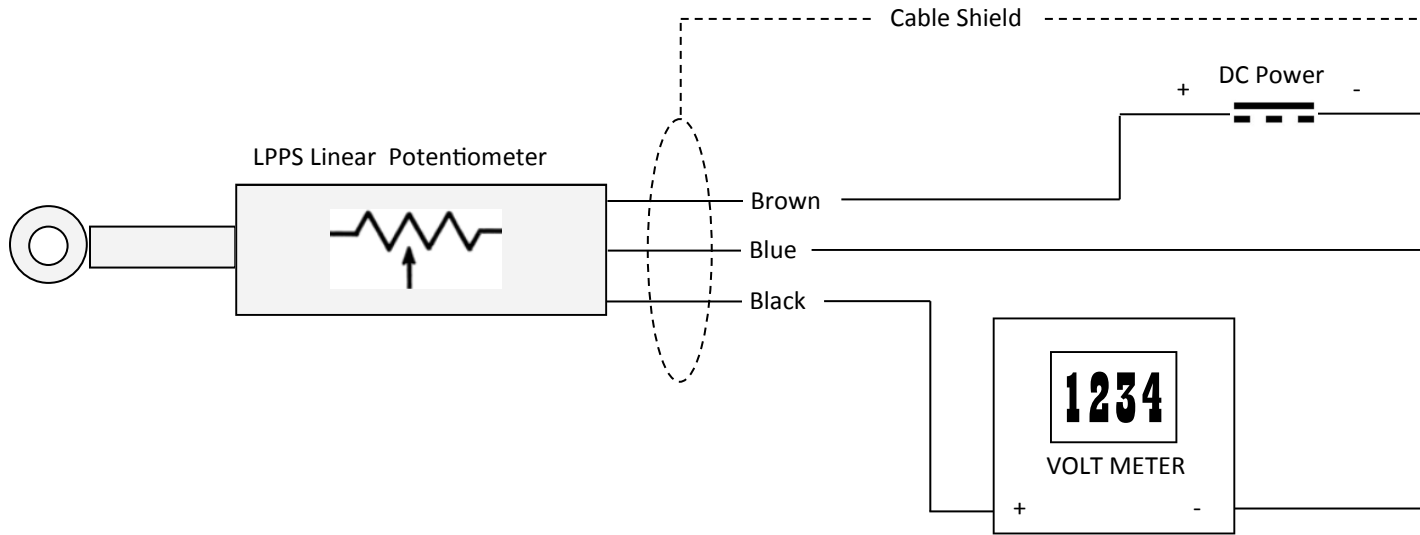 Cable Shield
DC Power
+ -
LPPS Linear  Potentiometer
Brown
Blue
Black
1234
VOLT METER
+ -